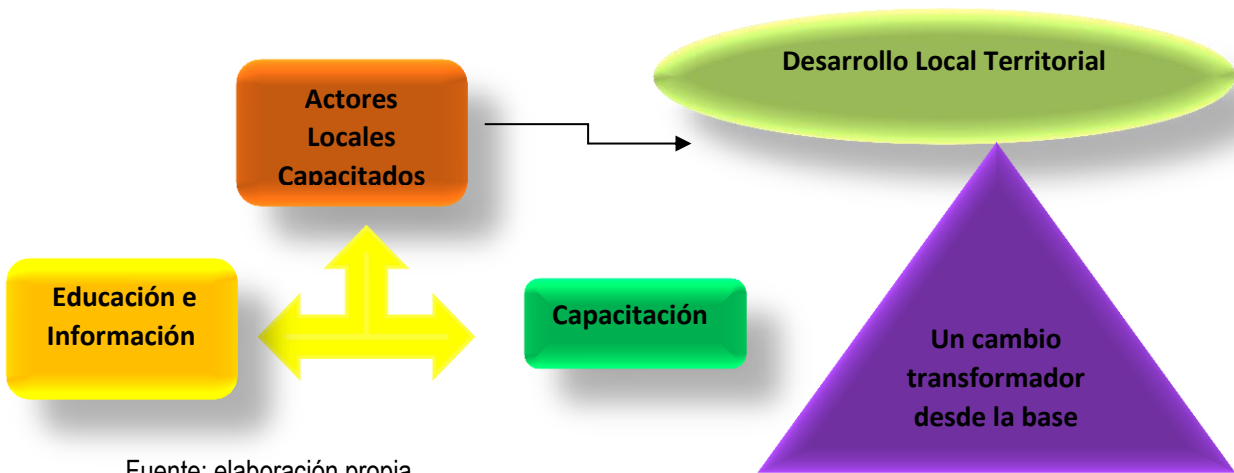 Desarrollo Local Territorial
Actores
Locales
Capacitados
Educación e
Información
Capacitación
Un cambio
transformador
desde la base
Fuente: elaboración propia